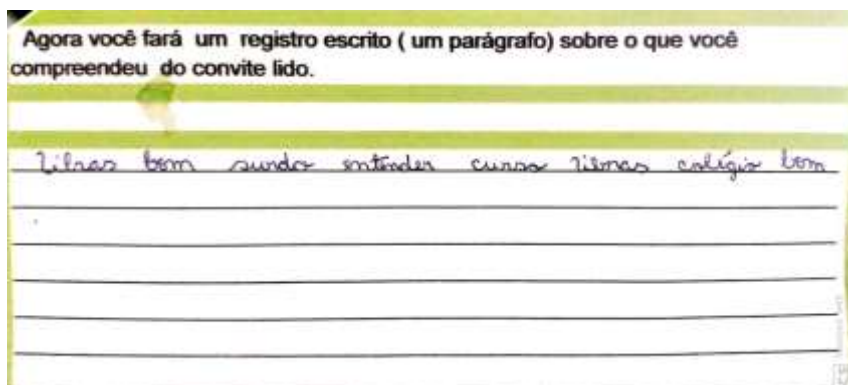 Agora você fará um registro escrito ( um parágrafo) sobre o que você
compreendeu do convite lido.
Libras bom surdo entender curso libras colégio bom